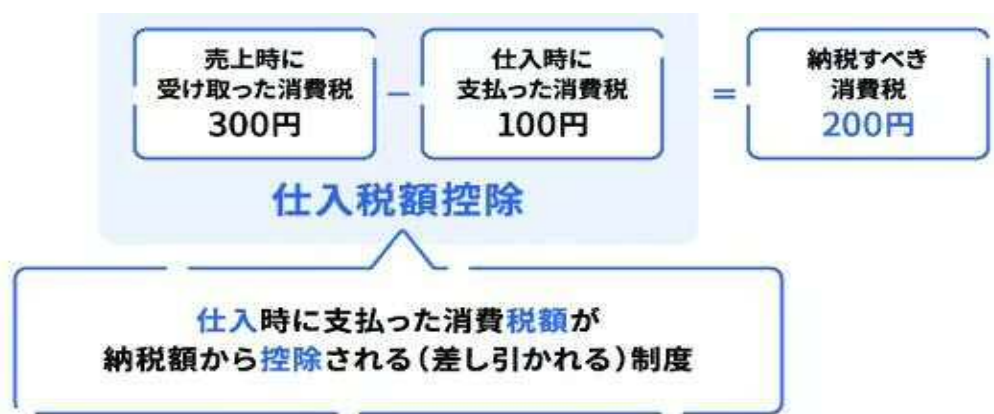 売上時に
受け取った消費税
300円
−
仕入時に
支払った消費税
100円
=
納税すべき
消費税
200円
仕入税額控除
仕入時に支払った消費税額が
納税額から控除される(差し引かれる)制度